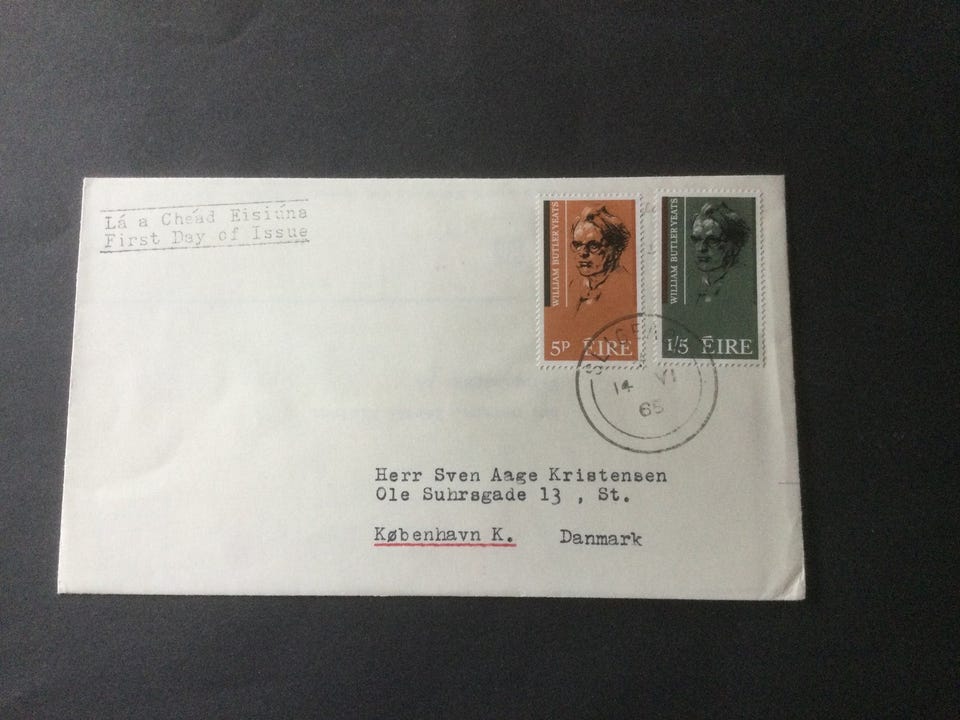 Lá a Cheád Eisiúna
First Day of Issue
WILLIAM BUTLER YEATS
5P ÉIRE
WILLIAM BUTLER YEATS
1/5 ÉIRE
14 VI
65
Herr Sven Aage Kristensen
Ole Suhrsgade 13 , St.
København K. Danmark